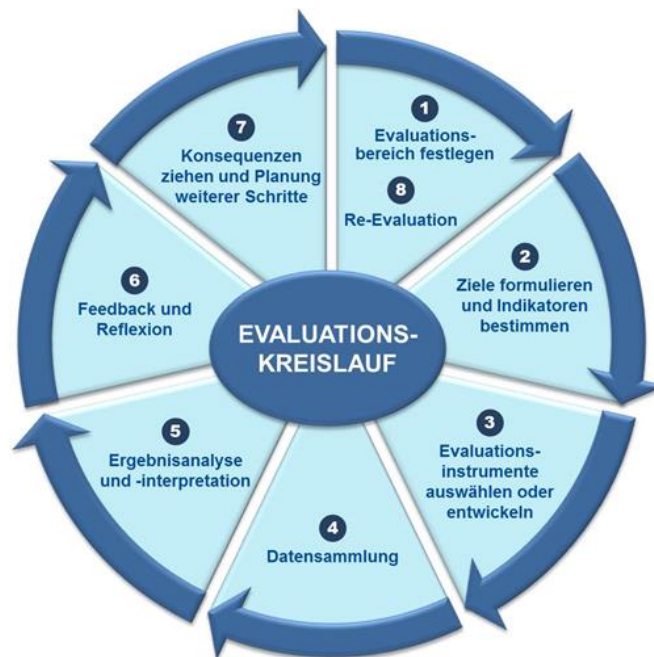 1
Evaluations-
bereich festlegen
8
Re-Evaluation
2
Ziele formulieren
und Indikatoren
bestimmen
3
Evaluations-
instrumente
auswählen oder
entwickeln
4
Datensammlung
5
Ergebnisanalyse
und -interpretation
6
Feedback und
Reflexion
7
Konsequenzen
ziehen und Planung
weiterer Schritte
EVALUATIONS-
KREISLAUF